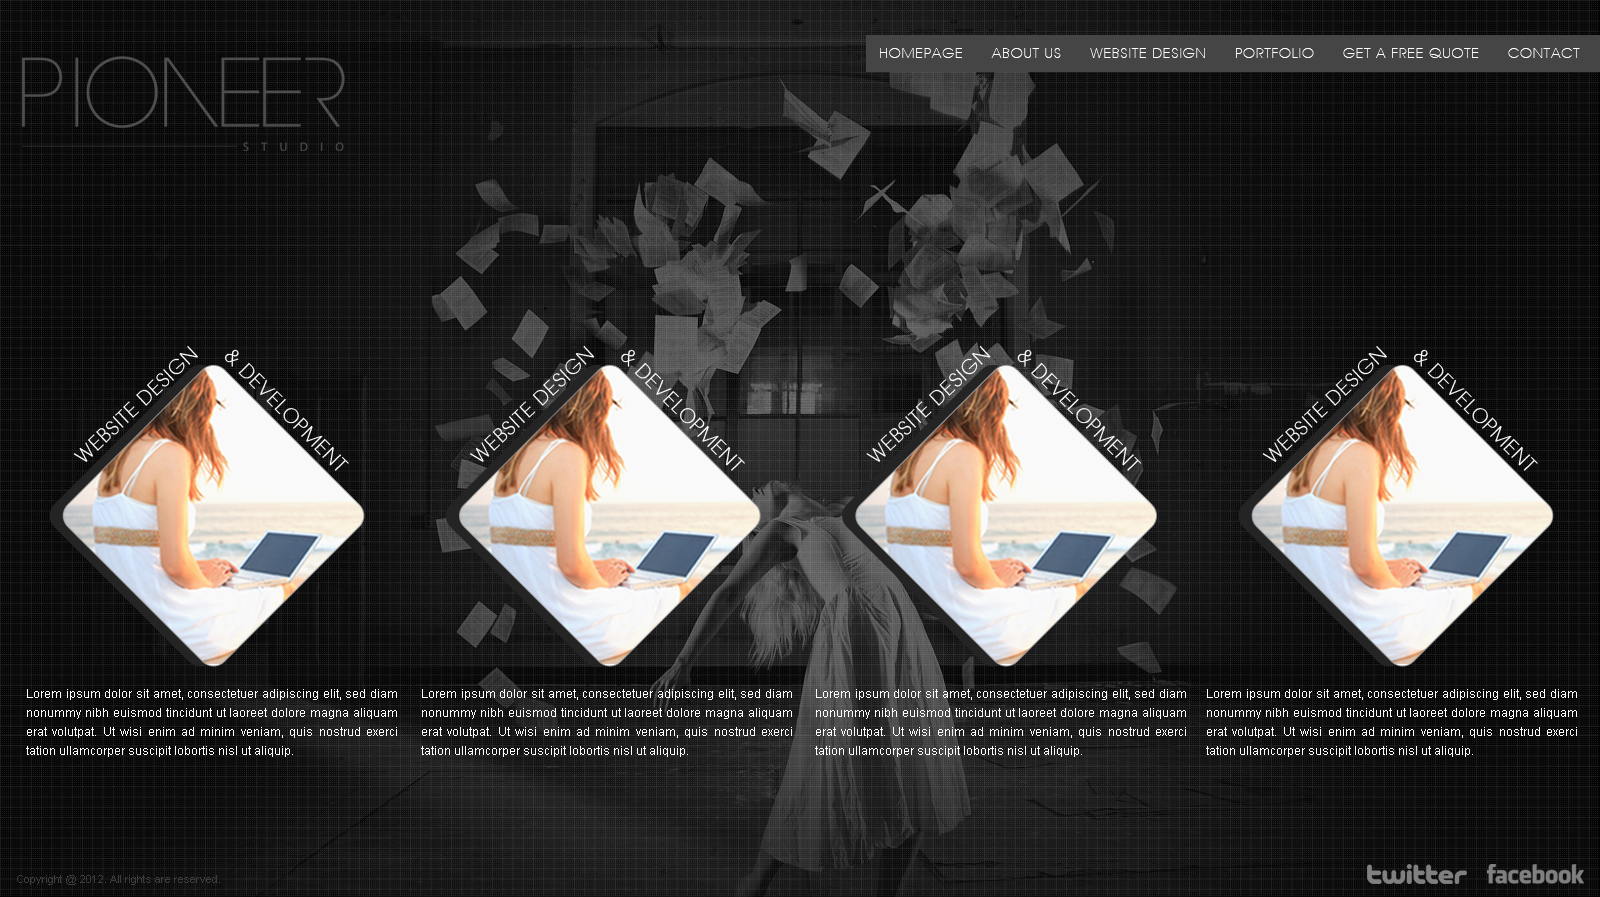 HOMEPAGE ABOUT US WEBSITE DESIGN PORTFOLIO GET A FREE QUOTE CONTACT
PIONEER
STUDIO
WEBSITE DESIGN & DEVELOPMENT
WEBSITE DESIGN & DEVELOPMENT
WEBSITE DESIGN & DEVELOPMENT
WEBSITE DESIGN & DEVELOPMENT
Lorem ipsum dolor sit amet, consectetuer adipiscing elit, sed diam
nonummy nibh euismod tincidunt ut laoreet dolore magna aliquam
erat volutpat. Ut wisi enim ad minim veniam, quis nostrud exerci
tation ullamcorper suscipit lobortis nisl ut aliquip.
Lorem ipsum dolor sit amet, consectetuer adipiscing elit, sed diam
nonummy nibh euismod tincidunt ut laoreet dolore magna aliquam
erat volutpat. Ut wisi enim ad minim veniam, quis nostrud exerci
tation ullamcorper suscipit lobortis nisl ut aliquip.
Lorem ipsum dolor sit amet, consectetuer adipiscing elit, sed diam
nonummy nibh euismod tincidunt ut laoreet dolore magna aliquam
erat volutpat. Ut wisi enim ad minim veniam, quis nostrud exerci
tation ullamcorper suscipit lobortis nisl ut aliquip.
Lorem ipsum dolor sit amet, consectetuer adipiscing elit, sed diam
nonummy nibh euismod tincidunt ut laoreet dolore magna aliquam
erat volutpat. Ut wisi enim ad minim veniam, quis nostrud exerci
tation ullamcorper suscipit lobortis nisl ut aliquip.
Copyright @ 2012. All rights are reserved.
twitter facebook